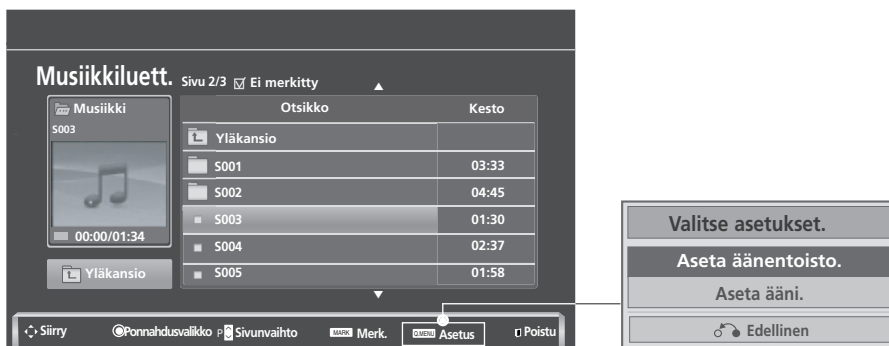 Musiikkiluett. Sivu 2/3 Ei merkitty
Musiikki
S003
00:00/01:34
Yläkansio
Otsikko Kesto
Yläkansio
S001 03:33
S002 04:45
S003 01:30
S004 02:37
S005 01:58
Siirry Ponnahdusvalikko P Sivunvaihto MARK Merk. Q.MENU Asetus Poistu
Valitse asetukset.
Aseta äänentoisto.
Aseta ääni.
Edellinen